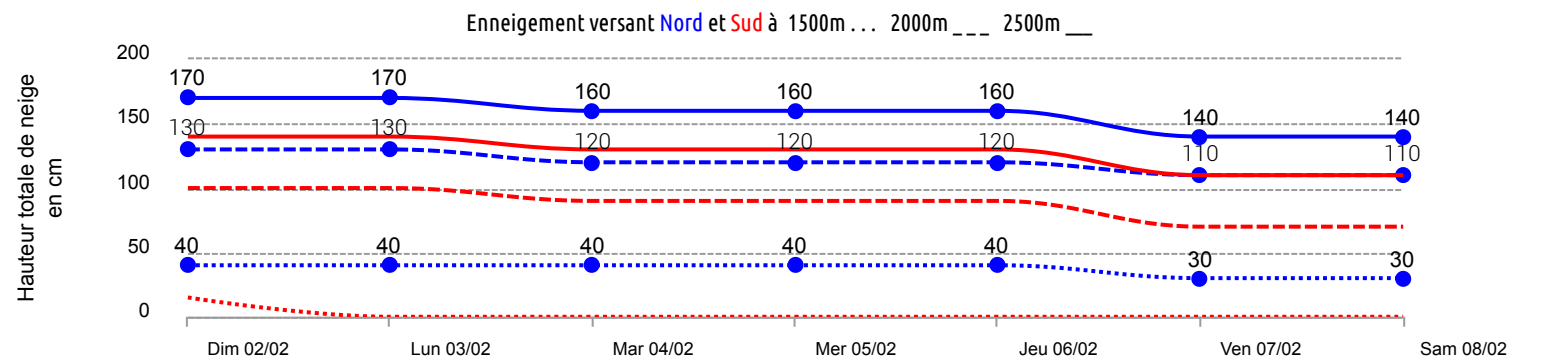 Enneigement versant Nord et Sud à 1500m . . . 2000m _ _ _ 2500m __
Hauteur totale de neige
en cm
200
150
100
50
0
170 170 160 160 160 140 140
130 130 120 120 120 110 110
40 40 40 40 40 30 30
Dim 02/02 Lun 03/02 Mar 04/02 Mer 05/02 Jeu 06/02 Ven 07/02 Sam 08/02